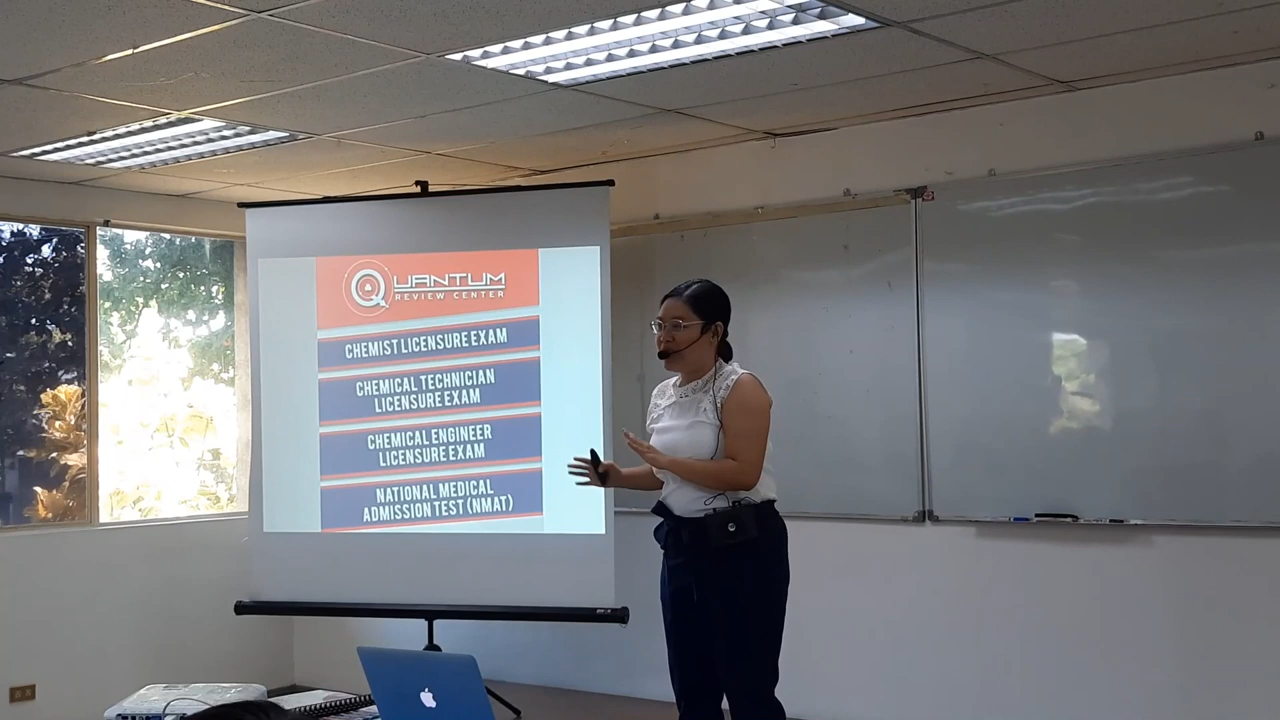 QUANTUM
REVIEW CENTER
CHEMIST LICENSURE EXAM
CHEMICAL TECHNICIAN
LICENSURE EXAM
CHEMICAL ENGINEER
LICENSURE EXAM
NATIONAL MEDICAL
ADMISSION TEST (NMAT)